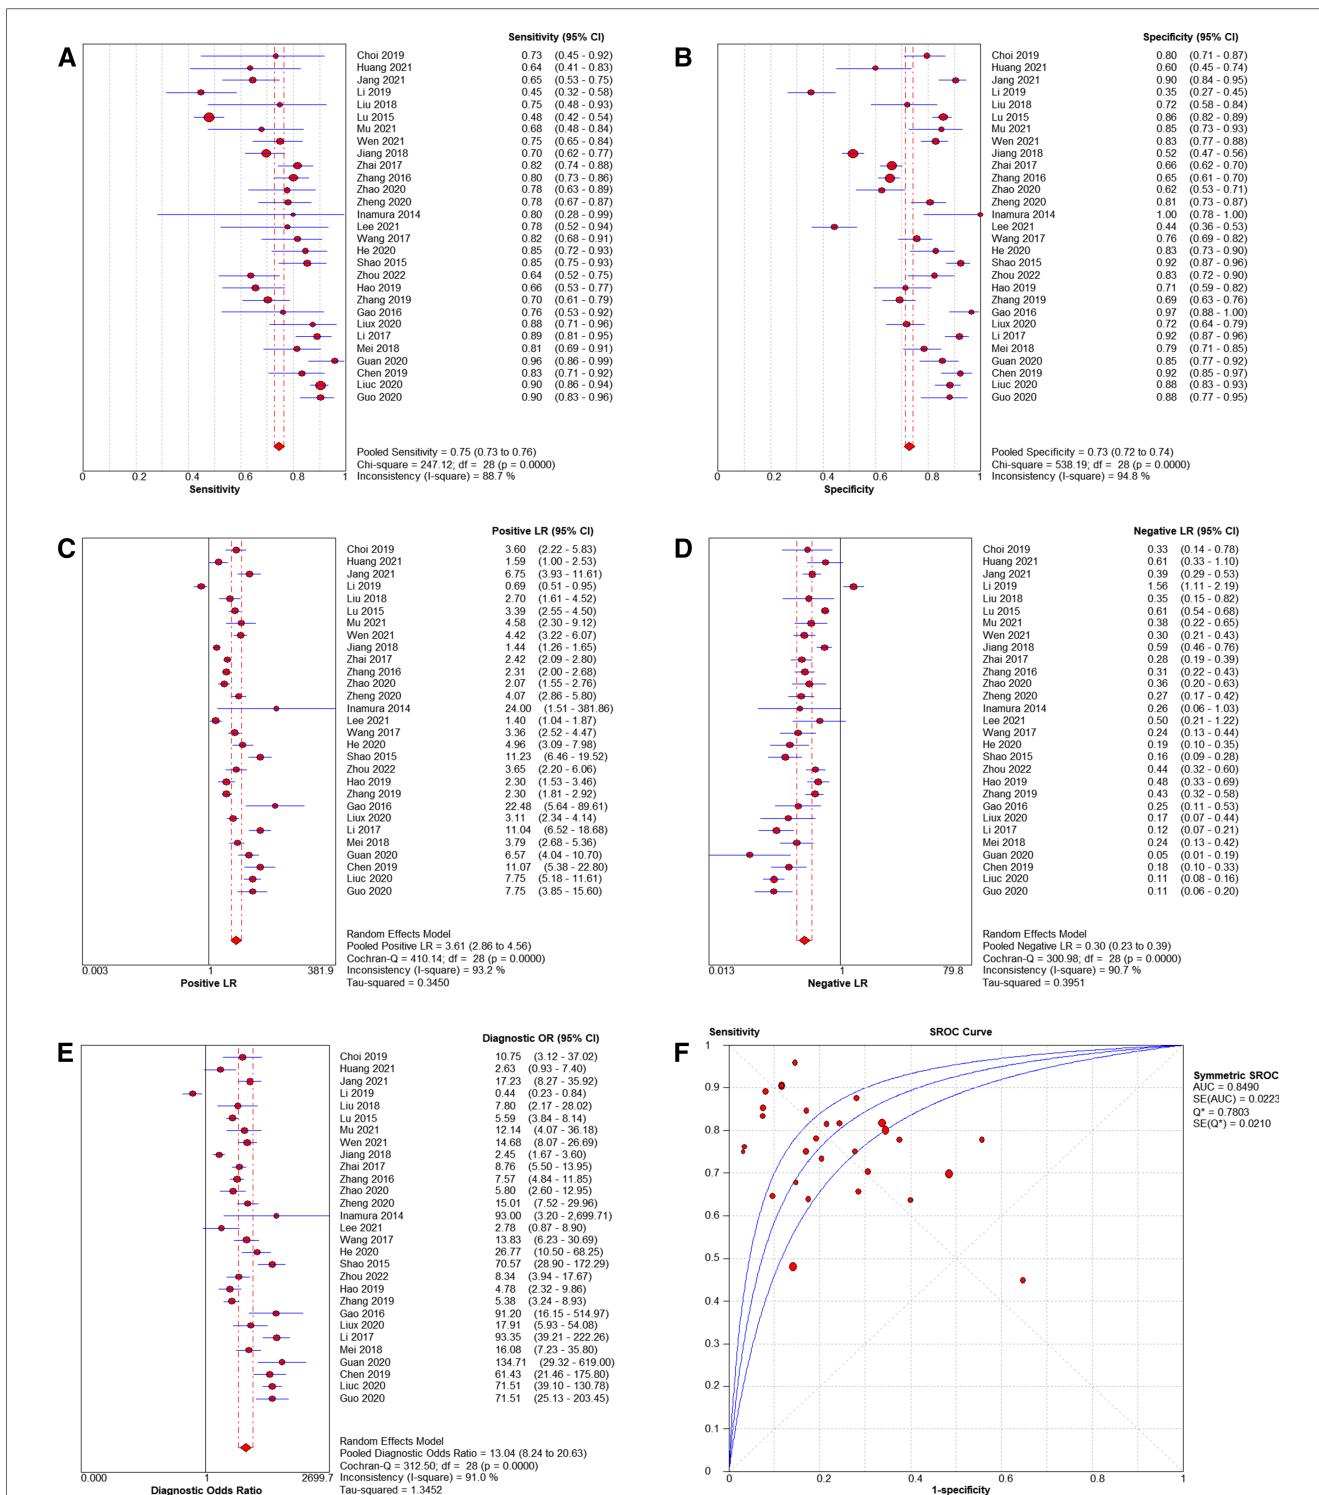 A
Sensitivity (95% CI)
Choi 2019 0.73 (0.45 - 0.92)
Huang 2021 0.64 (0.41 - 0.83)
Jang 2021 0.65 (0.53 - 0.75)
Li 2019 0.45 (0.32 - 0.58)
Liu 2018 0.75 (0.48 - 0.93)
Lu 2015 0.48 (0.42 - 0.54)
Mu 2021 0.68 (0.48 - 0.84)
Wen 2021 0.75 (0.65 - 0.84)
Jiang 2018 0.70 (0.62 - 0.77)
Zhai 2017 0.82 (0.74 - 0.88)
Zhang 2016 0.80 (0.73 - 0.86)
Zhao 2020 0.78 (0.63 - 0.89)
Zheng 2020 0.78 (0.67 - 0.87)
Inamura 2014 0.80 (0.28 - 0.99)
Lee 2021 0.78 (0.52 - 0.94)
Wang 2017 0.82 (0.68 - 0.91)
He 2020 0.85 (0.72 - 0.93)
Shao 2015 0.85 (0.75 - 0.93)
Zhou 2022 0.64 (0.52 - 0.75)
Hao 2019 0.66 (0.53 - 0.77)
Zhang 2019 0.70 (0.61 - 0.79)
Gao 2016 0.76 (0.53 - 0.92)
Liux 2020 0.88 (0.71 - 0.96)
Li 2017 0.89 (0.81 - 0.95)
Mei 2018 0.81 (0.69 - 0.91)
Guan 2020 0.96 (0.86 - 0.99)
Chen 2019 0.83 (0.71 - 0.92)
Liuc 2020 0.90 (0.86 - 0.94)
Guo 2020 0.90 (0.83 - 0.96)
Pooled Sensitivity = 0.75 (0.73 to 0.76)
Chi-square = 247.12; df = 28 (p = 0.0000)
Inconsistency (I-square) = 88.7 %
0 0.2 0.4 0.6 0.8 1
Sensitivity
B
Specificity (95% CI)
Choi 2019 0.80 (0.71 - 0.87)
Huang 2021 0.60 (0.45 - 0.74)
Jang 2021 0.90 (0.84 - 0.95)
Li 2019 0.35 (0.27 - 0.45)
Liu 2018 0.72 (0.58 - 0.84)
Lu 2015 0.86 (0.82 - 0.89)
Mu 2021 0.85 (0.73 - 0.93)
Wen 2021 0.83 (0.77 - 0.88)
Jiang 2018 0.52 (0.47 - 0.56)
Zhai 2017 0.66 (0.62 - 0.70)
Zhang 2016 0.65 (0.61 - 0.70)
Zhao 2020 0.62 (0.53 - 0.71)
Zheng 2020 0.81 (0.73 - 0.87)
Inamura 2014 1.00 (0.78 - 1.00)
Lee 2021 0.44 (0.36 - 0.53)
Wang 2017 0.76 (0.69 - 0.82)
He 2020 0.83 (0.73 - 0.90)
Shao 2015 0.92 (0.87 - 0.96)
Zhou 2022 0.83 (0.72 - 0.90)
Hao 2019 0.71 (0.59 - 0.82)
Zhang 2019 0.69 (0.63 - 0.76)
Gao 2016 0.97 (0.88 - 1.00)
Liux 2020 0.72 (0.64 - 0.79)
Li 2017 0.92 (0.87 - 0.96)
Mei 2018 0.79 (0.71 - 0.85)
Guan 2020 0.85 (0.77 - 0.92)
Chen 2019 0.92 (0.85 - 0.97)
Liuc 2020 0.88 (0.83 - 0.93)
Guo 2020 0.88 (0.77 - 0.95)
Pooled Specificity = 0.73 (0.72 to 0.74)
Chi-square = 538.19; df = 28 (p = 0.0000)
Inconsistency (I-square) = 94.8 %
0 0.2 0.4 0.6 0.8 1
Specificity
C
Positive LR (95% CI)
Choi 2019 3.60 (2.22 - 5.83)
Huang 2021 1.59 (1.00 - 2.53)
Jang 2021 6.75 (3.93 - 11.61)
Li 2019 0.69 (0.51 - 0.95)
Liu 2018 2.70 (1.61 - 4.52)
Lu 2015 3.39 (2.55 - 4.50)
Mu 2021 4.58 (2.30 - 9.12)
Wen 2021 4.42 (3.22 - 6.07)
Jiang 2018 1.44 (1.26 - 1.65)
Zhai 2017 2.42 (2.09 - 2.80)
Zhang 2016 2.31 (2.00 - 2.68)
Zhao 2020 2.07 (1.55 - 2.76)
Zheng 2020 4.07 (2.86 - 5.80)
Inamura 2014 24.00 (1.51 - 381.86)
Lee 2021 1.40 (1.04 - 1.87)
Wang 2017 3.36 (2.52 - 4.47)
He 2020 4.96 (3.09 - 7.98)
Shao 2015 11.23 (6.46 - 19.52)
Zhou 2022 3.65 (2.20 - 6.06)
Hao 2019 2.30 (1.53 - 3.46)
Zhang 2019 2.30 (1.81 - 2.92)
Gao 2016 22.48 (5.64 - 89.61)
Liux 2020 3.11 (2.34 - 4.14)
Li 2017 11.04 (6.52 - 18.68)
Mei 2018 3.79 (2.68 - 5.36)
Guan 2020 6.57 (4.04 - 10.70)
Chen 2019 11.07 (5.38 - 22.80)
Liuc 2020 7.75 (5.18 - 11.61)
Guo 2020 7.75 (3.85 - 15.60)
Random Effects Model
Pooled Positive LR = 3.61 (2.86 to 4.56)
Cochran-Q = 410.14; df = 28 (p = 0.0000)
Inconsistency (I-square) = 93.2 %
Tau-squared = 0.3450
0.003 1 381.9
Positive LR
D
Negative LR (95% CI)
Choi 2019 0.33 (0.14 - 0.78)
Huang 2021 0.61 (0.33 - 1.10)
Jang 2021 0.39 (0.29 - 0.53)
Li 2019 1.56 (1.11 - 2.19)
Liu 2018 0.35 (0.15 - 0.82)
Lu 2015 0.61 (0.54 - 0.68)
Mu 2021 0.38 (0.22 - 0.65)
Wen 2021 0.30 (0.21 - 0.43)
Jiang 2018 0.59 (0.46 - 0.76)
Zhai 2017 0.28 (0.19 - 0.39)
Zhang 2016 0.31 (0.22 - 0.43)
Zhao 2020 0.36 (0.20 - 0.63)
Zheng 2020 0.27 (0.17 - 0.42)
Inamura 2014 0.26 (0.06 - 1.03)
Lee 2021 0.50 (0.21 - 1.22)
Wang 2017 0.24 (0.13 - 0.44)
He 2020 0.19 (0.10 - 0.35)
Shao 2015 0.16 (0.09 - 0.28)
Zhou 2022 0.44 (0.32 - 0.60)
Hao 2019 0.48 (0.33 - 0.69)
Zhang 2019 0.43 (0.32 - 0.58)
Gao 2016 0.25 (0.11 - 0.53)
Liux 2020 0.17 (0.07 - 0.44)
Li 2017 0.12 (0.07 - 0.21)
Mei 2018 0.24 (0.13 - 0.42)
Guan 2020 0.05 (0.01 - 0.19)
Chen 2019 0.18 (0.10 - 0.33)
Liuc 2020 0.11 (0.08 - 0.16)
Guo 2020 0.11 (0.06 - 0.20)
Random Effects Model
Pooled Negative LR = 0.30 (0.23 to 0.39)
Cochran-Q = 300.98; df = 28 (p = 0.0000)
Inconsistency (I-square) = 90.7 %
Tau-squared = 0.3951
0.013 1 79.8
Negative LR
E
Diagnostic OR (95% CI)
Choi 2019 10.75 (3.12 - 37.02)
Huang 2021 2.63 (0.93 - 7.40)
Jang 2021 17.23 (8.27 - 35.92)
Li 2019 0.44 (0.23 - 0.84)
Liu 2018 7.80 (2.17 - 28.02)
Lu 2015 5.59 (3.84 - 8.14)
Mu 2021 12.14 (4.07 - 36.18)
Wen 2021 14.68 (8.07 - 26.69)
Jiang 2018 2.45 (1.67 - 3.60)
Zhai 2017 8.76 (5.50 - 13.95)
Zhang 2016 7.57 (4.84 - 11.85)
Zhao 2020 5.80 (2.60 - 12.95)
Zheng 2020 15.01 (7.52 - 29.96)
Inamura 2014 93.00 (3.20 - 2,699.71)
Lee 2021 2.78 (0.87 - 8.90)
Wang 2017 13.83 (6.23 - 30.69)
He 2020 26.77 (10.50 - 68.25)
Shao 2015 70.57 (28.90 - 172.29)
Zhou 2022 8.34 (3.94 - 17.67)
Hao 2019 4.78 (2.32 - 9.86)
Zhang 2019 5.38 (3.24 - 8.93)
Gao 2016 91.20 (16.15 - 514.97)
Liux 2020 17.91 (5.93 - 54.08)
Li 2017 93.35 (39.21 - 222.26)
Mei 2018 16.08 (7.23 - 35.80)
Guan 2020 134.71 (29.32 - 619.00)
Chen 2019 61.43 (21.46 - 175.80)
Liuc 2020 71.51 (39.10 - 130.78)
Guo 2020 71.51 (25.13 - 203.45)
Random Effects Model
Pooled Diagnostic Odds Ratio = 13.04 (8.24 to 20.63)
Cochran-Q = 312.50; df = 28 (p = 0.0000)
Inconsistency (I-square) = 91.0 %
Tau-squared = 1.3452
0.000 1 2699.7
Diagnostic Odds Ratio
F
Sensitivity
SROC Curve
1
0.9
0.8
0.7
0.6
0.5
0.4
0.3
0.2
0.1
0
0 0.2 0.4 0.6 0.8 1
1-specificity
Symmetric SROC
AUC = 0.8490
SE(AUC) = 0.0223
Q* = 0.7803
SE(Q*) = 0.0210